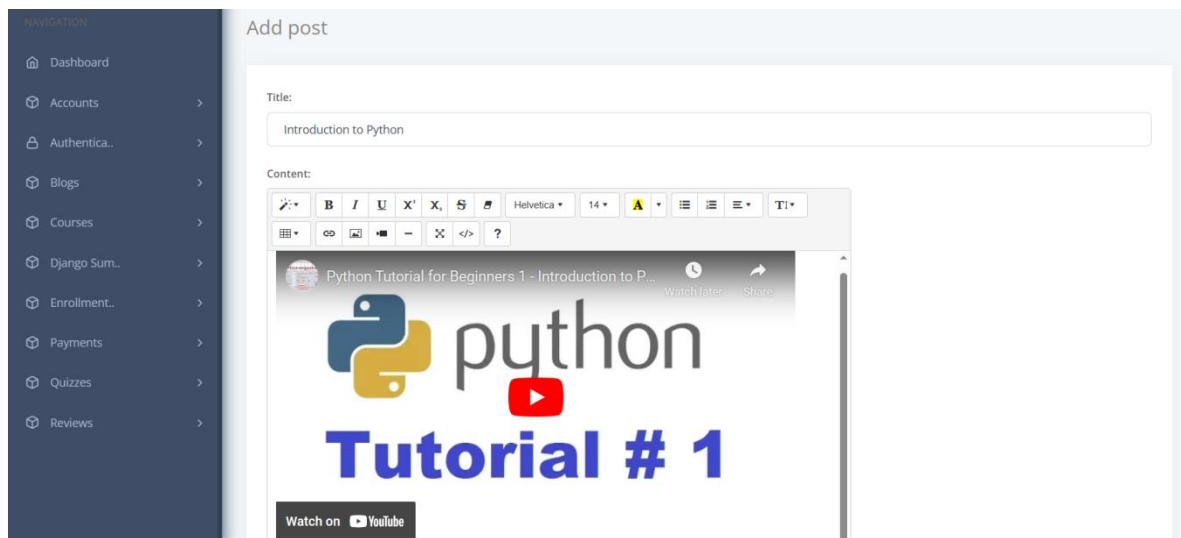 NAVIGATION
Dashboard
Accounts
Authentica..
Blogs
Courses
Django Sum..
Enrollment..
Payments
Quizzes
Reviews
Add post
Title:
Introduction to Python
Content:
B I U X¹ X, S Helvetica 14 A T
</> ?
Python Tutorial for Beginners 1 - Introduction to P...
Watch later Share
python
Tutorial # 1
Watch on YouTube